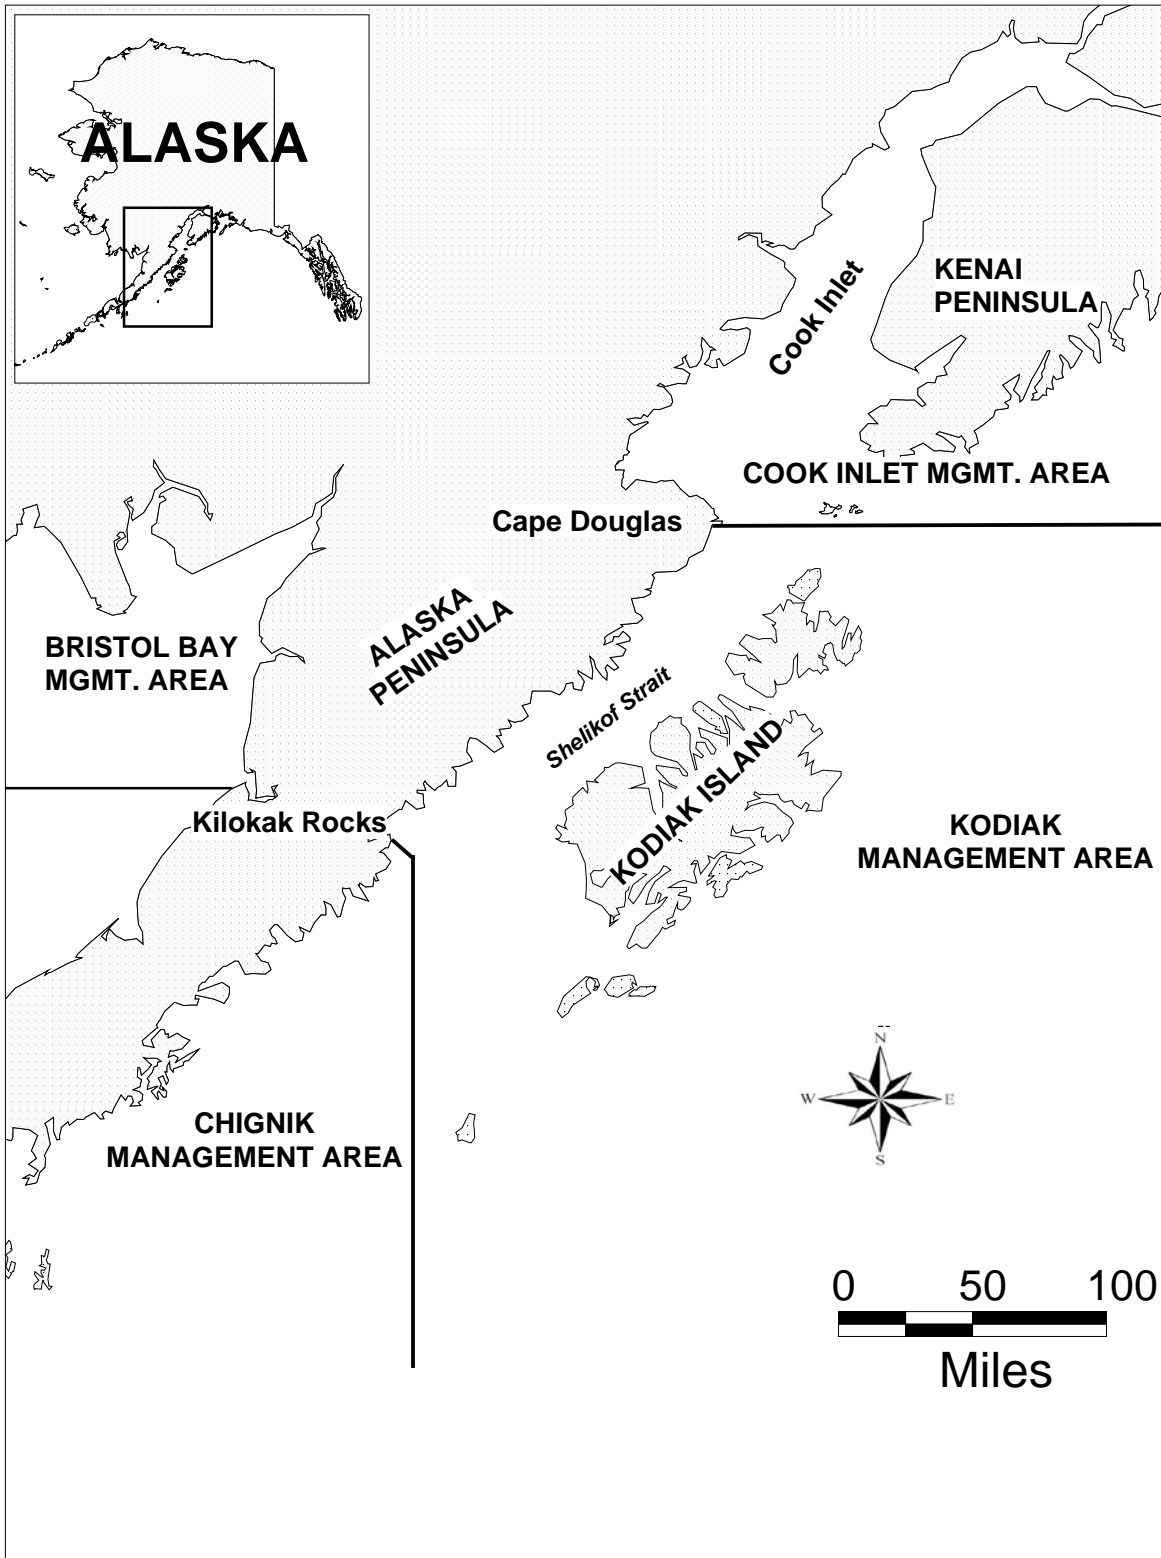 ALASKA
KENAI
PENINSULA
Cook Inlet
COOK INLET MGMT. AREA
Cape Douglas
ALASKA
PENINSULA
BRISTOL BAY
MGMT. AREA
Shelikof Strait
KODIAK ISLAND
Kilokak Rocks
KODIAK
MANAGEMENT AREA
N
W E
S
CHIGNIK
MANAGEMENT AREA
0 50 100
Miles